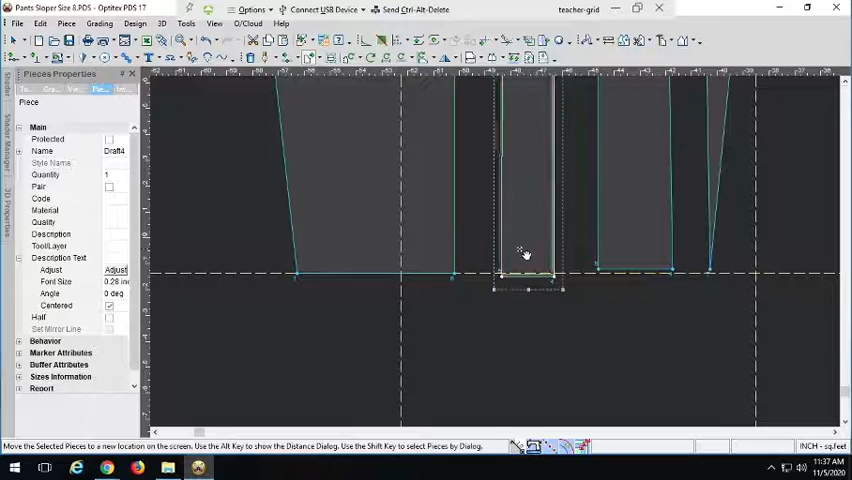 Pants Sloper Size 8.PDS - Optitex PDS 17
Options
Connect USB Device
Send Ctrl-Alt-Delete
teacher-grid
File Edit Piece Grading Design 3D Tools View O/Cloud Help
Pieces Properties
Piece
Main
Protected
Name Draft4
Style Name
Quantity 1
Pair
Code
Material
Quality
Description
Tool/Layer
Description Text
Adjust Adjust
Font Size 0.28 in
Angle 0 deg
Centered
Half
Set Mirror Line
Behavior
Marker Attributes
Buffer Attributes
Sizes Information
Report
Shader Manager
3D Properties
Move the Selected Pieces to a new location on the screen. Use the Alt Key to show the Distance Dialog. Use the Shift Key to select Pieces by Dialog.
INCH - sq.feet
11:37 AM
11/5/2020